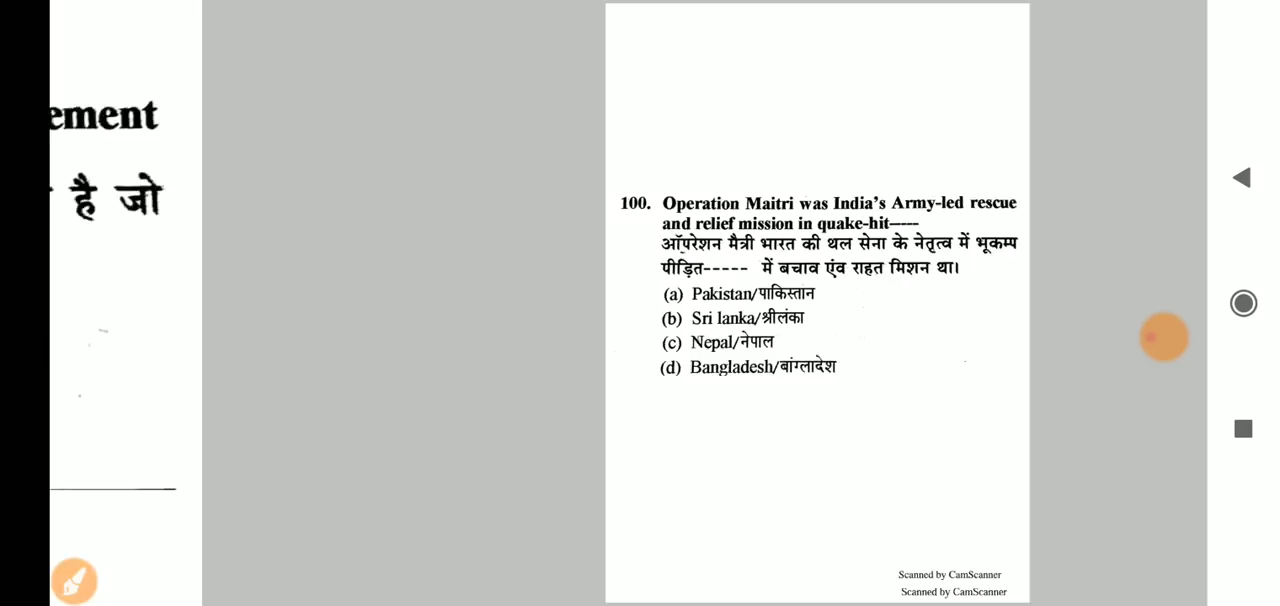 ement
है जो
100. Operation Maitri was India's Army-led rescue
and relief mission in quake-hit-----
ऑपरेशन मैत्री भारत की थल सेना के नेतृत्व में भूकम्प
पीड़ित----- में बचाव एंव राहत मिशन था।
(a) Pakistan/पाकिस्तान
(b) Sri lanka/श्रीलंका
(c) Nepal/नेपाल
(d) Bangladesh/बांग्लादेश
Scanned by CamScanner
Scanned by CamScanner